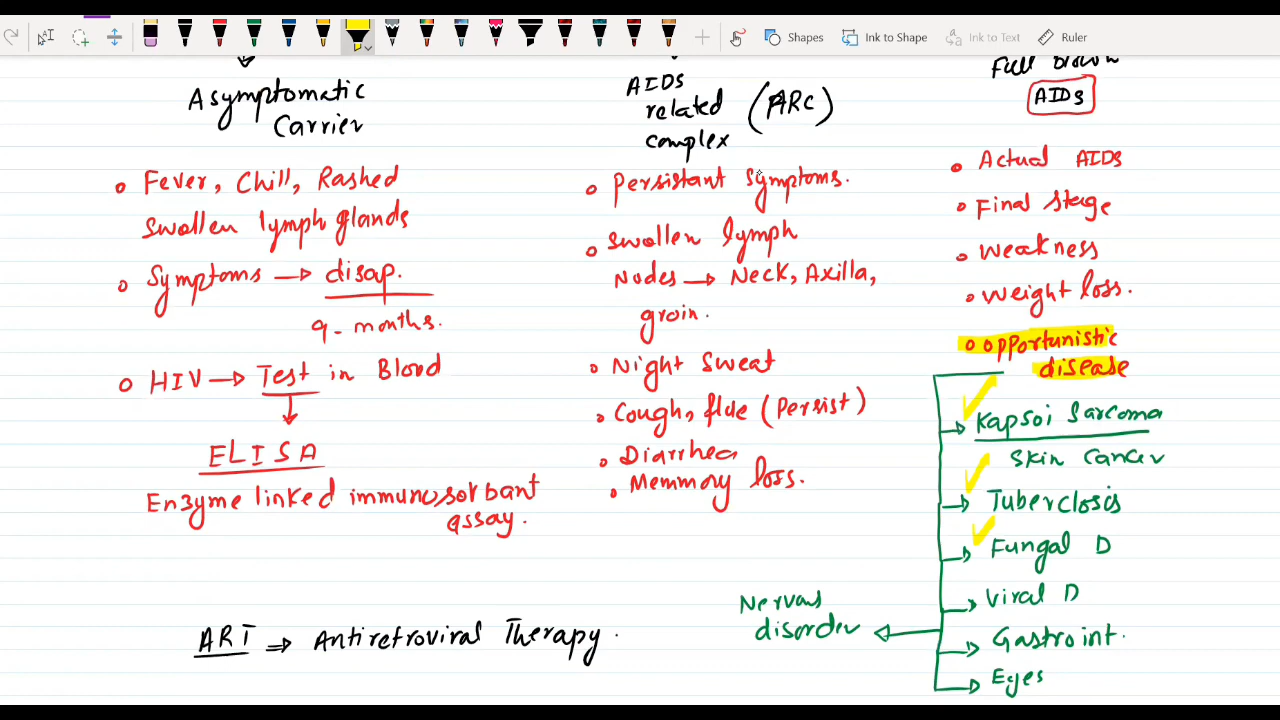 Shapes
Ink to Shape
Ink to Text
Ruler
Asymptomatic
Carrier
Fever, Chill, Rashed
Swollen lymph glands
Symptoms → disap.
9 - months.
HIV → Test in Blood
ELISA
Enzyme linked immunosorbant
assay.
ART ⇒ Antiretroviral Therapy.
AIDS
related (ARC)
complex
Persistant Symptoms.
Swollen lymph
Nodes → Neck, Axilla,
groin.
Night Sweat
Cough, flue (Persist)
Diarrhea
Memmory loss.
Full Blown
AIDs
Actual AIDS
Final stage
Weakness
Weight loss.
Opportunistic
disease
Kapsoi Sarcoma
Skin Cancer
Tuberclosis
Fungal D
Viral D
Gastroint.
Eyes
Nervous
disorder